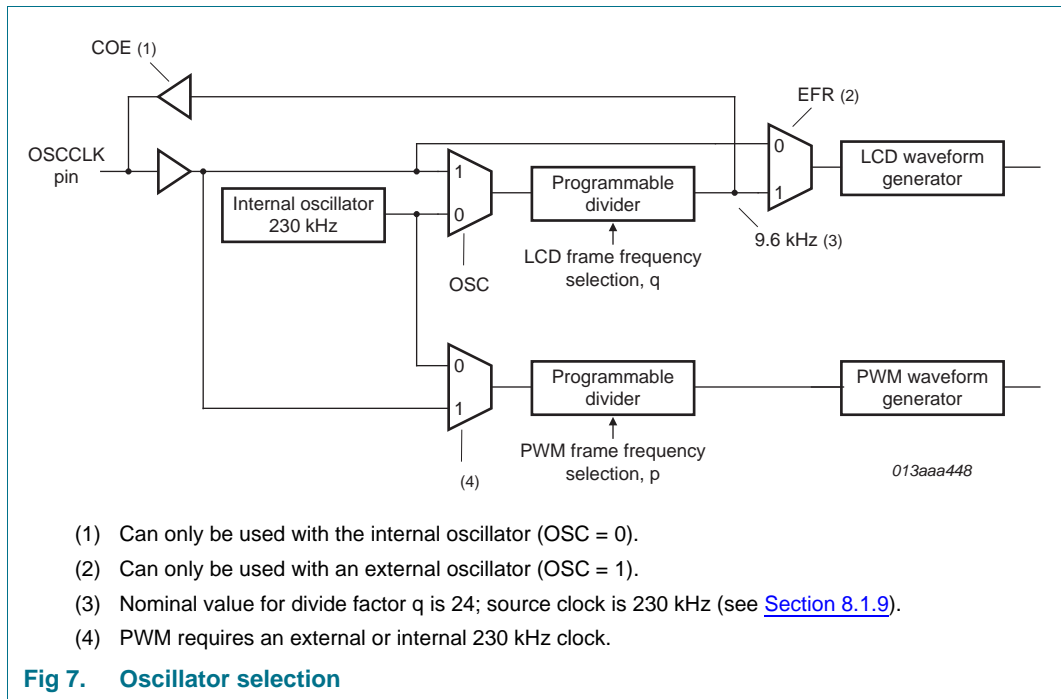 COE (1)
EFR (2)
OSCCLK
pin
0
1
LCD waveform
generator
1
0
Programmable
divider
Internal oscillator
230 kHz
9.6 kHz (3)
LCD frame frequency
selection, q
OSC
0
1
Programmable
divider
PWM waveform
generator
PWM frame frequency
selection, p
(4)
013aaa448
(1) Can only be used with the internal oscillator (OSC = 0).
(2) Can only be used with an external oscillator (OSC = 1).
(3) Nominal value for divide factor q is 24; source clock is 230 kHz (see Section 8.1.9).
(4) PWM requires an external or internal 230 kHz clock.
Fig 7. Oscillator selection